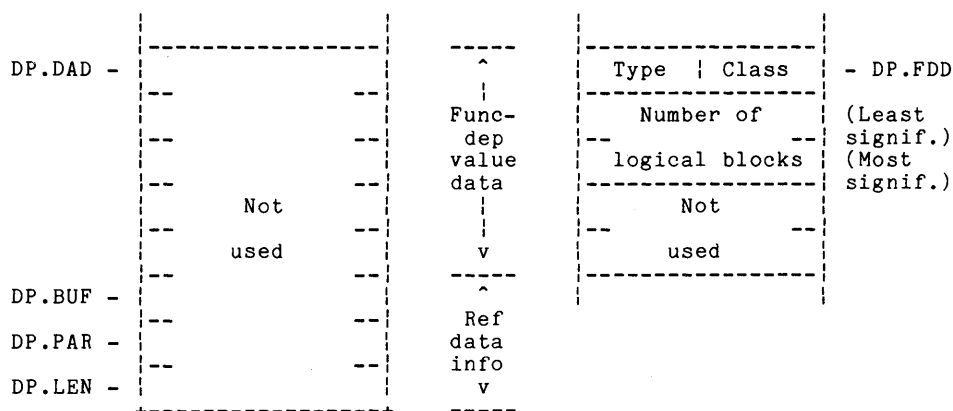 DP.DAD - Type | Class - DP.FDD
Func- Number of (Least
dep signif.)
value logical blocks (Most
data signif.)
Not Not
used v used
DP.BUF - ^
Ref
DP.PAR - data
info
DP.LEN - v